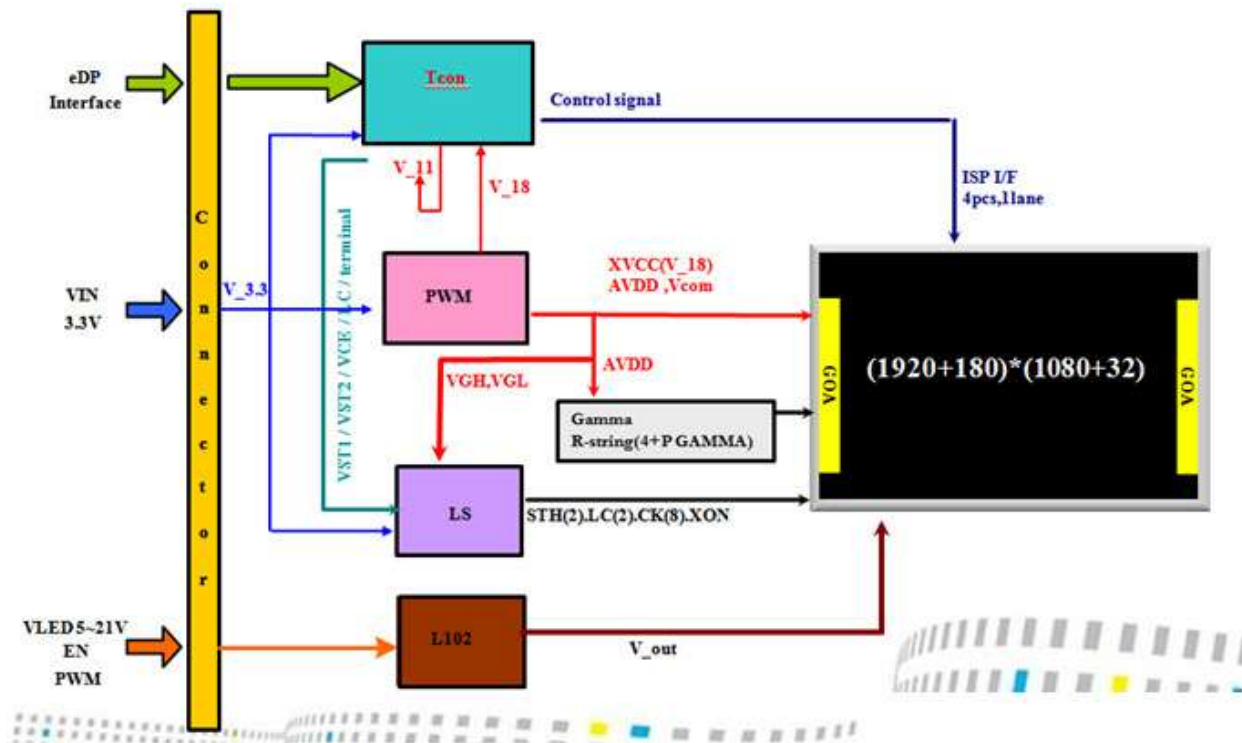 eDP
Interface
Connector
Tcon
Control signal
V_11
V_18
ISP I/F
4pcs,1lane
VST1 / VST2 / VCE / LC / terminal
VIN
3.3V
V_3.3
PWM
XVCC(V_18)
AVDD ,Vcom
VGH,VGL
AVDD
Gamma
R-string(4+P GAMMA)
GOA
(1920+180)*(1080+32)
GOA
LS
STH(2).LC(2).CK(8).XON
VLED 5~21V
EN
PWM
L102
V_out